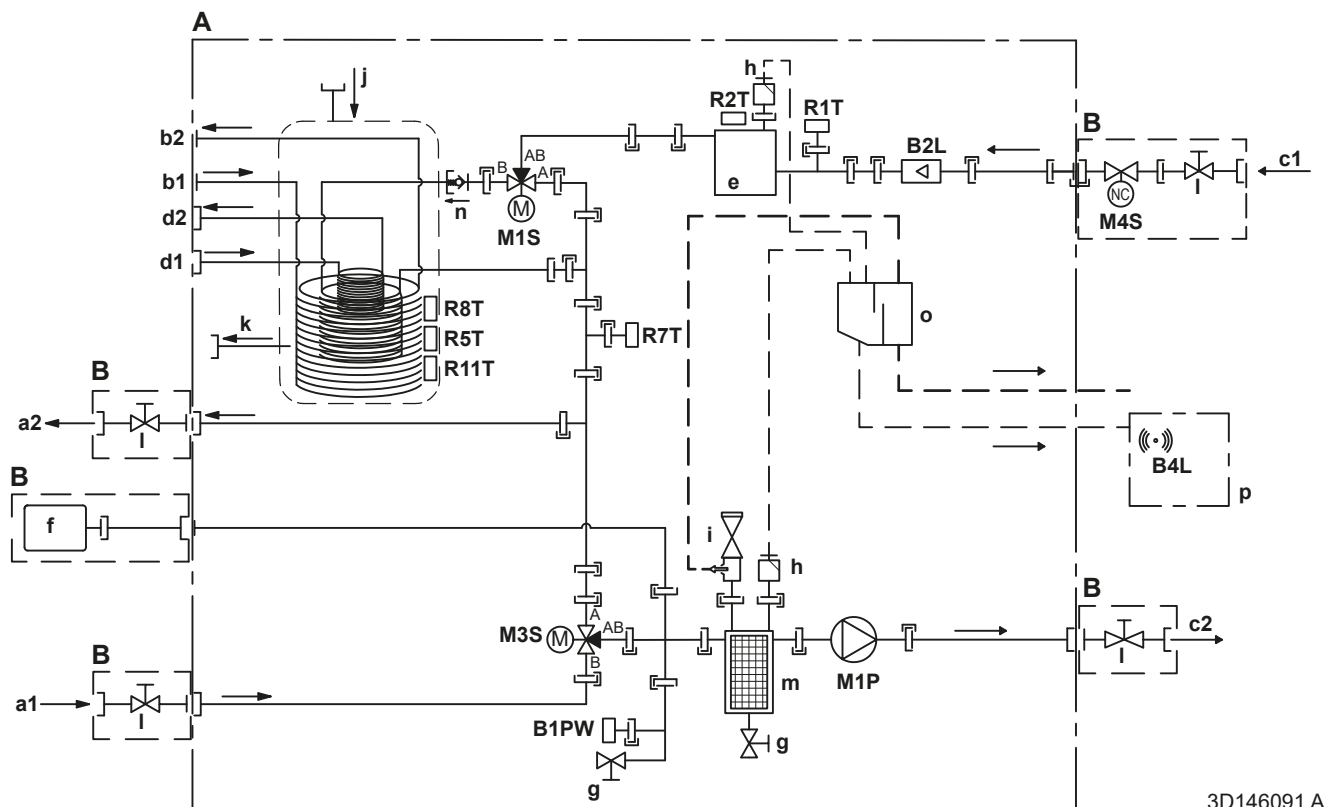 A
B
j
h
R2T
R1T
B2L
B
c1
b2
b1
d2
d1
AB
B
A
M
n
M1S
e
NC
M4S
l
k
R8T
R5T
R11T
R7T
o
B
a2
l
B4L
p
B
f
i
h
B
M3S
M
A
AB
B
m
M1P
l
c2
B
a1
l
B1PW
g
g
3D146091 A